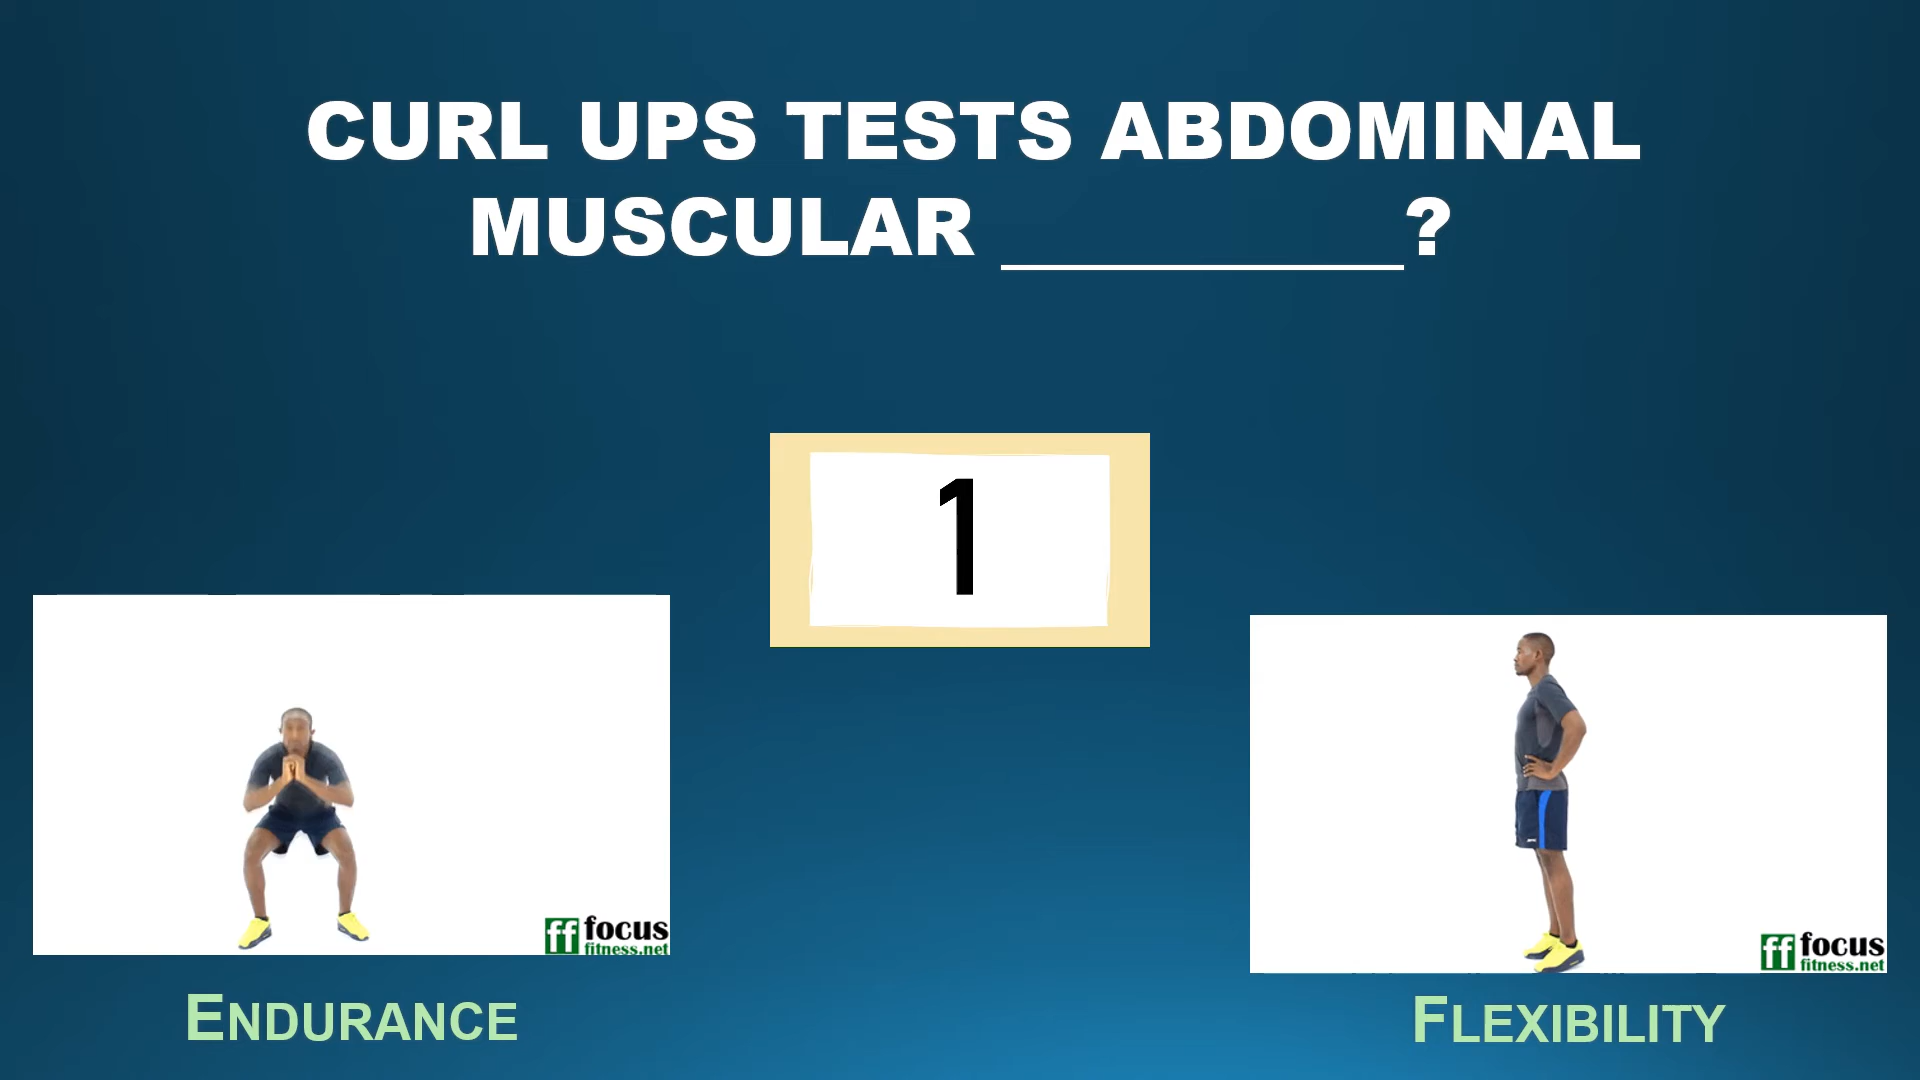 CURL UPS TESTS ABDOMINAL
MUSCULAR __________?
1
ff focus
fitness.net
ff focus
fitness.net
ENDURANCE
FLEXIBILITY